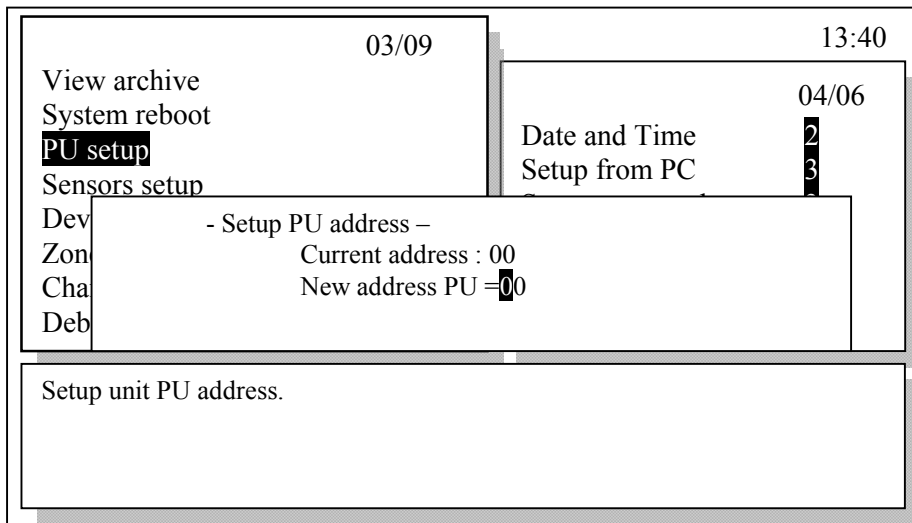 03/09
View archive
System reboot
PU setup
Sensors setup
Dev
Zon
Cha
Deb
13:40
04/06
Date and Time 2
Setup from PC 3
- Setup PU address –
Current address : 00
New address PU =00
Setup unit PU address.